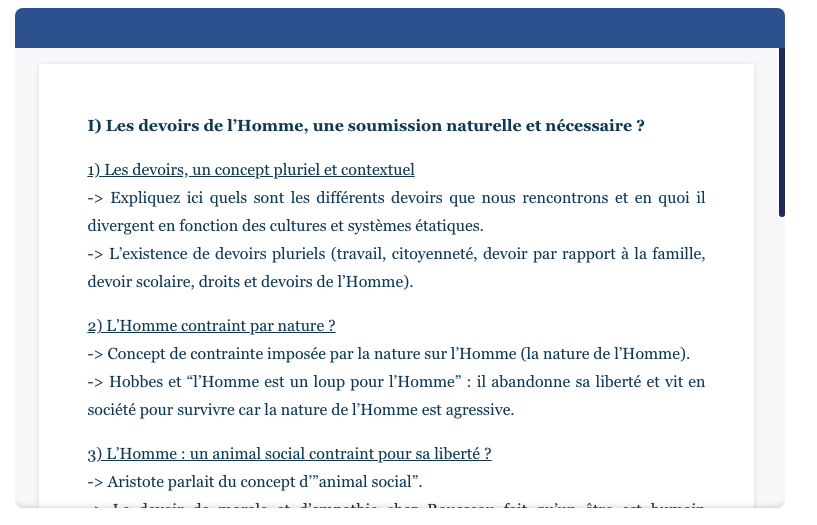 I) Les devoirs de l’Homme, une soumission naturelle et nécessaire ?
1) Les devoirs, un concept pluriel et contextuel
-> Expliquez ici quels sont les différents devoirs que nous rencontrons et en quoi il
divergent en fonction des cultures et systèmes étatiques.
-> L’existence de devoirs pluriels (travail, citoyenneté, devoir par rapport à la famille,
devoir scolaire, droits et devoirs de l’Homme).
2) L’Homme contraint par nature ?
-> Concept de contrainte imposée par la nature sur l’Homme (la nature de l’Homme).
-> Hobbes et “l’Homme est un loup pour l’Homme” : il abandonne sa liberté et vit en
société pour survivre car la nature de l’Homme est agressive.
3) L’Homme : un animal social contraint pour sa liberté ?
-> Aristote parlait du concept d’”animal social”.
-> Le devoir de morale et d’empathie chez Rousseau fait qu’un être est humain